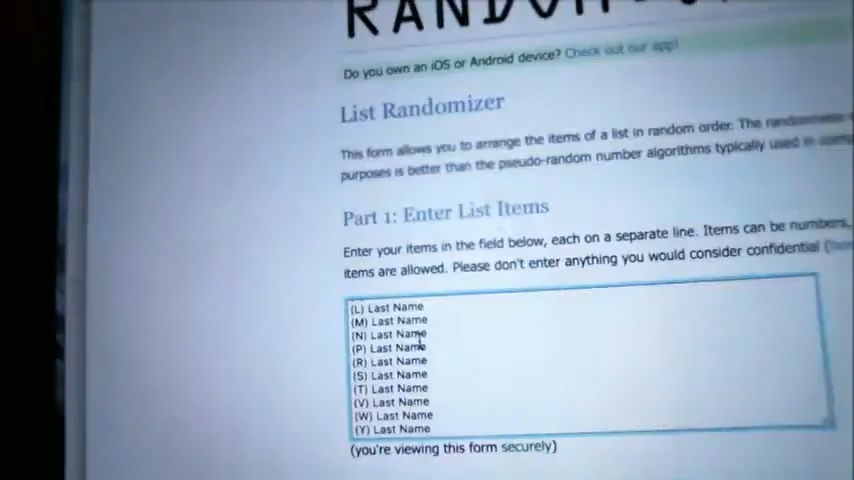 Do you own an iOS or Android device? Check out our app!
List Randomizer
This form allows you to arrange the items of a list in random order. The randomness
purposes is better than the pseudo-random number algorithms typically used in
Part 1: Enter List Items
Enter your items in the field below, each on a separate line. Items can be numbers,
items are allowed. Please don't enter anything you would consider confidential
(L) Last Name
(M) Last Name
(N) Last Name
(P) Last Name
(R) Last Name
(S) Last Name
(T) Last Name
(V) Last Name
(W) Last Name
(Y) Last Name
(you're viewing this form securely)